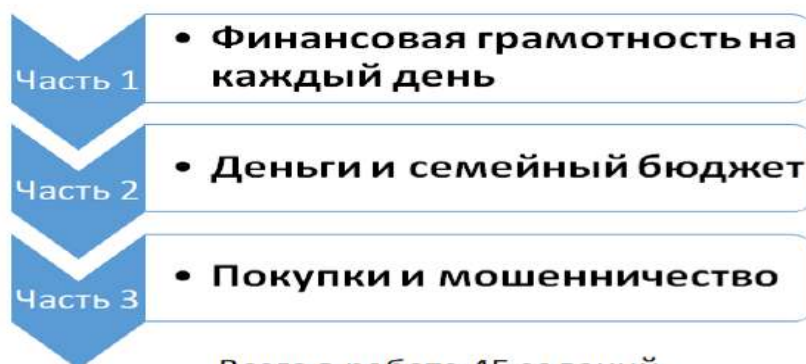 Часть 1
• Финансовая грамотность на
каждый день
Часть 2
• Деньги и семейный бюджет
Часть 3
• Покупки и мошенничество